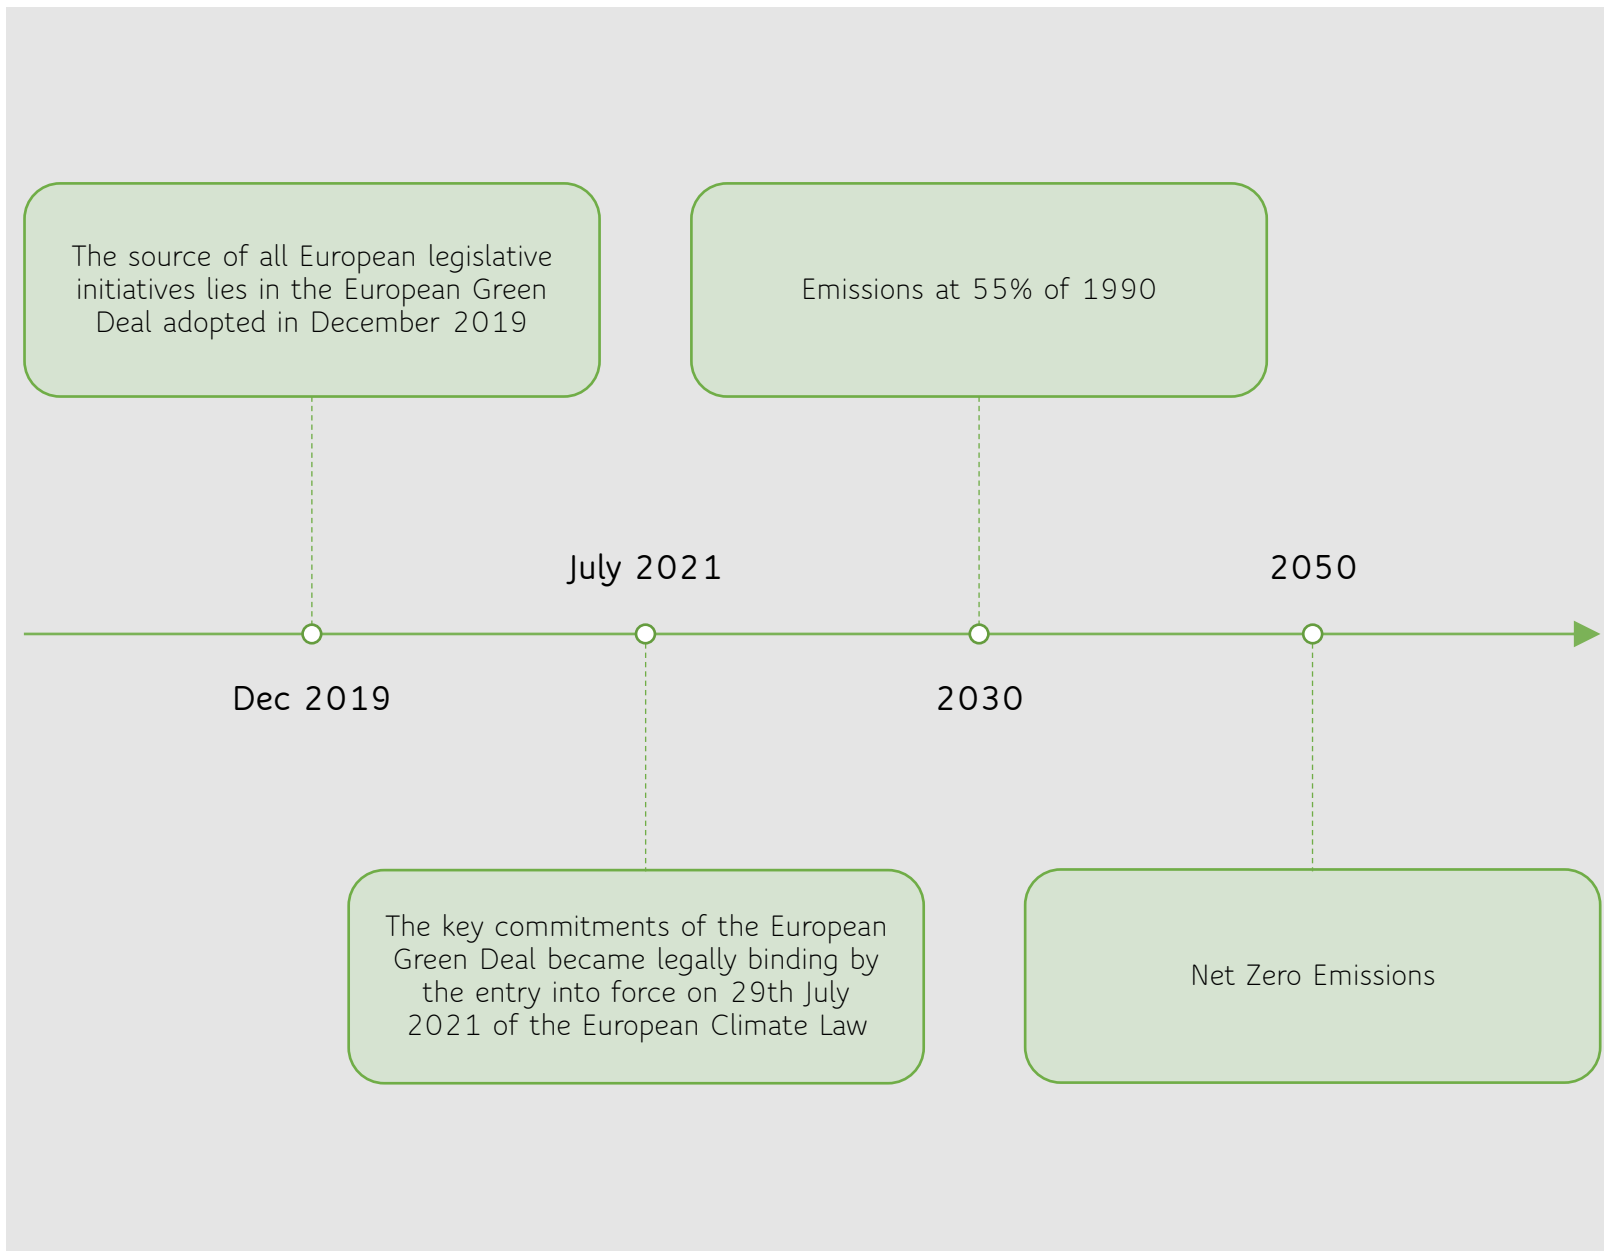 The source of all European legislative
initiatives lies in the European Green
Deal adopted in December 2019
Emissions at 55% of 1990
July 2021
2050
Dec 2019
2030
The key commitments of the European
Green Deal became legally binding by
the entry into force on 29th July
2021 of the European Climate Law
Net Zero Emissions